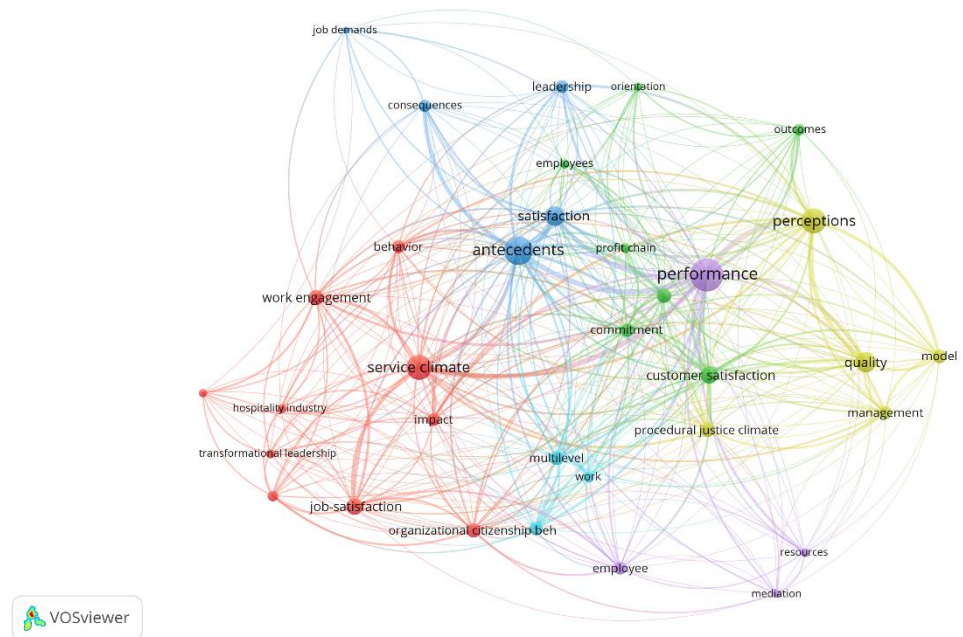 job demands
leadership
orientation
consequences
outcomes
employees
satisfaction
perceptions
behavior
antecedents
profit chain
performance
work engagement
commitment
service climate
customer satisfaction
quality
model
hospitality industry
impact
management
procedural justice climate
transformational leadership
multilevel
work
job-satisfaction
organizational citizenship beh
resources
employee
mediation
VOSviewer